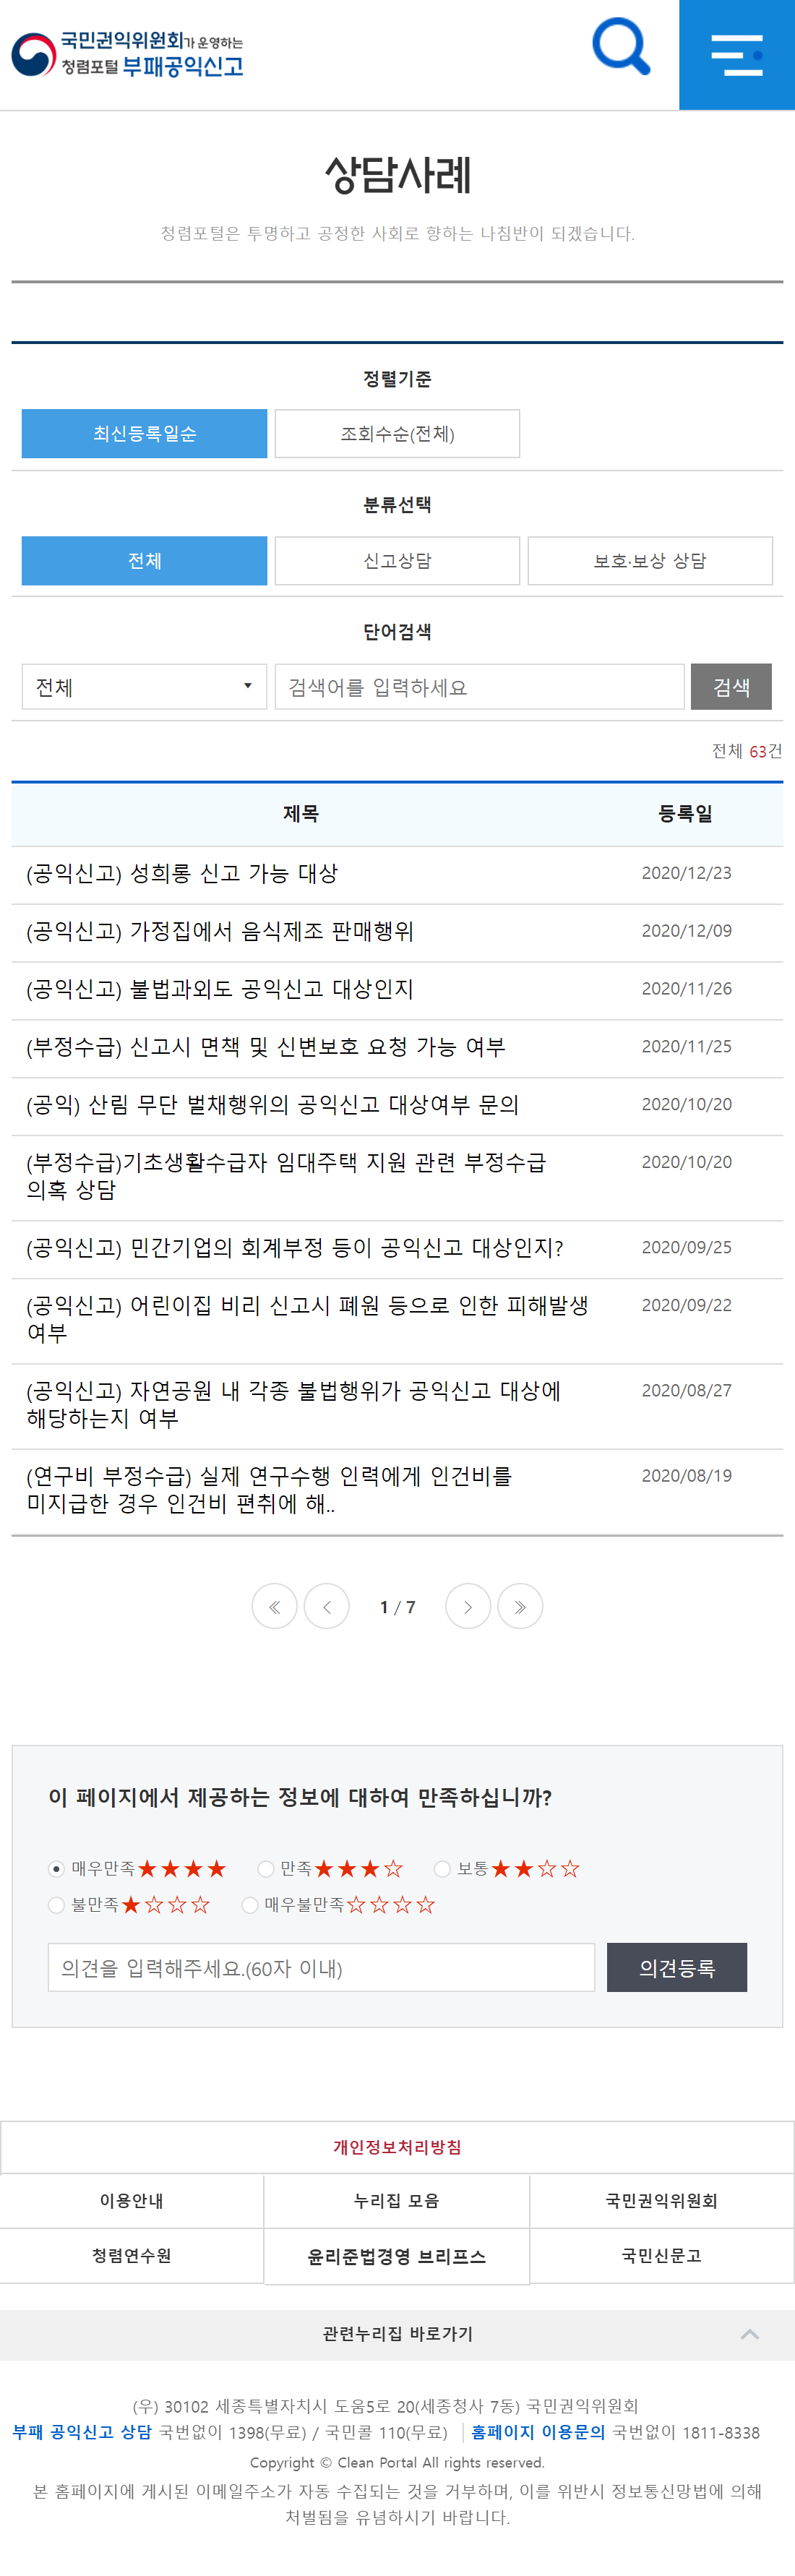 국민권익위원회가 운영하는
청렴포털 부패공익신고
상담사례
청렴포털은 투명하고 공정한 사회로 향하는 나침반이 되겠습니다.
정렬기준
최신등록일순 조회수순(전체)
분류선택
전체 신고상담 보호·보상 상담
단어검색
전체 검색어를 입력하세요 검색
전체 63건
제목 등록일
(공익신고) 성희롱 신고 가능 대상 2020/12/23
(공익신고) 가정집에서 음식제조 판매행위 2020/12/09
(공익신고) 불법과외도 공익신고 대상인지 2020/11/26
(부정수급) 신고시 면책 및 신변보호 요청 가능 여부 2020/11/25
(공익) 산림 무단 벌채행위의 공익신고 대상여부 문의 2020/10/20
(부정수급)기초생활수급자 임대주택 지원 관련 부정수급 2020/10/20
의혹 상담
(공익신고) 민간기업의 회계부정 등이 공익신고 대상인지? 2020/09/25
(공익신고) 어린이집 비리 신고시 폐원 등으로 인한 피해발생 2020/09/22
여부
(공익신고) 자연공원 내 각종 불법행위가 공익신고 대상에 2020/08/27
해당하는지 여부
(연구비 부정수급) 실제 연구수행 인력에게 인건비를 2020/08/19
미지급한 경우 인건비 편취에 해..
1 / 7
이 페이지에서 제공하는 정보에 대하여 만족하십니까?
매우만족★★★★ 만족★★★☆ 보통★★☆☆
불만족★☆☆☆ 매우불만족☆☆☆☆
의견을 입력해주세요.(60자 이내) 의견등록
개인정보처리방침
이용안내 누리집 모음 국민권익위원회
청렴연수원 윤리준법경영 브리프스 국민신문고
관련누리집 바로가기
(우) 30102 세종특별자치시 도움5로 20(세종청사 7동) 국민권익위원회
부패 공익신고 상담 국번없이 1398(무료) / 국민콜 110(무료) 홈페이지 이용문의 국번없이 1811-8338
Copyright © Clean Portal All rights reserved.
본 홈페이지에 게시된 이메일주소가 자동 수집되는 것을 거부하며, 이를 위반시 정보통신망법에 의해
처벌됨을 유념하시기 바랍니다.